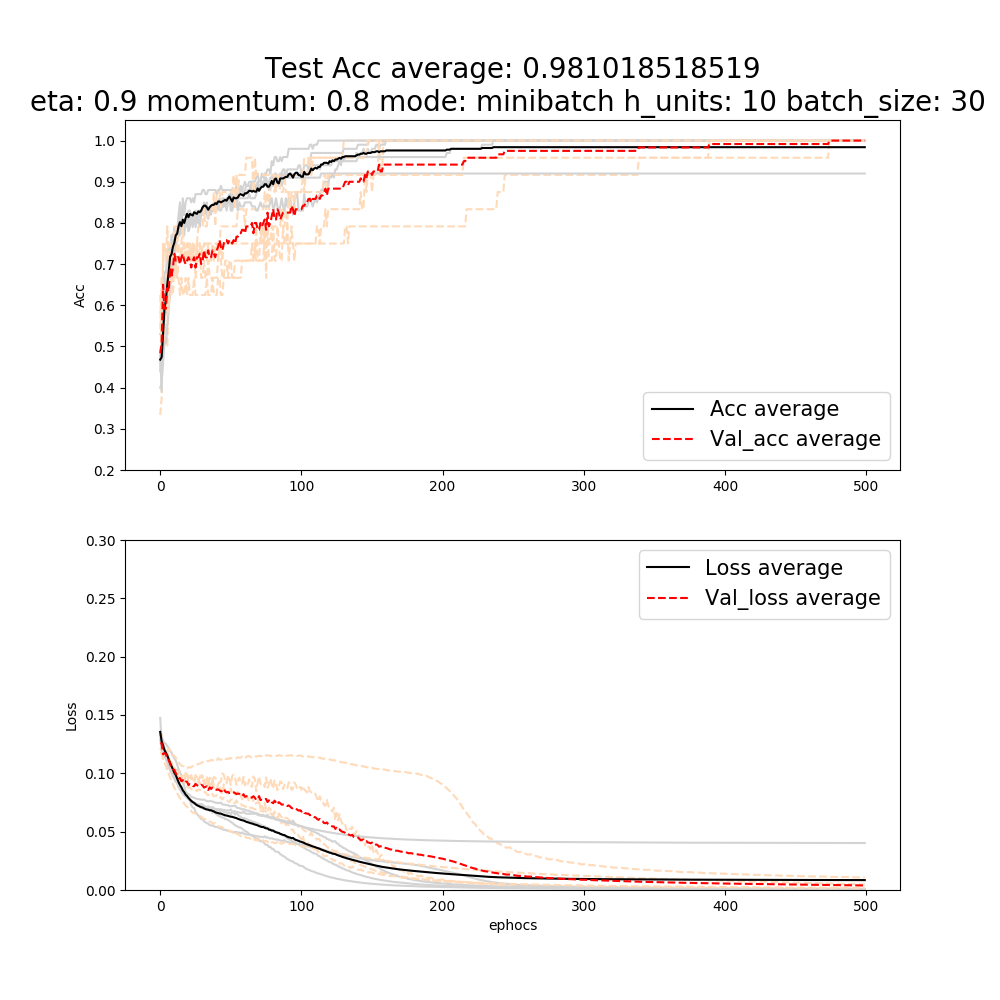 Test Acc average: 0.981018518519
eta: 0.9 momentum: 0.8 mode: minibatch h_units: 10 batch_size: 30
1.0
0.9
0.8
0.7
0.6
0.5
0.4
0.3
0.2
Acc
Acc average
Val_acc average
0 100 200 300 400 500
0.30
0.25
0.20
0.15
0.10
0.05
0.00
Loss
Loss average
Val_loss average
0 100 200 300 400 500
ephocs